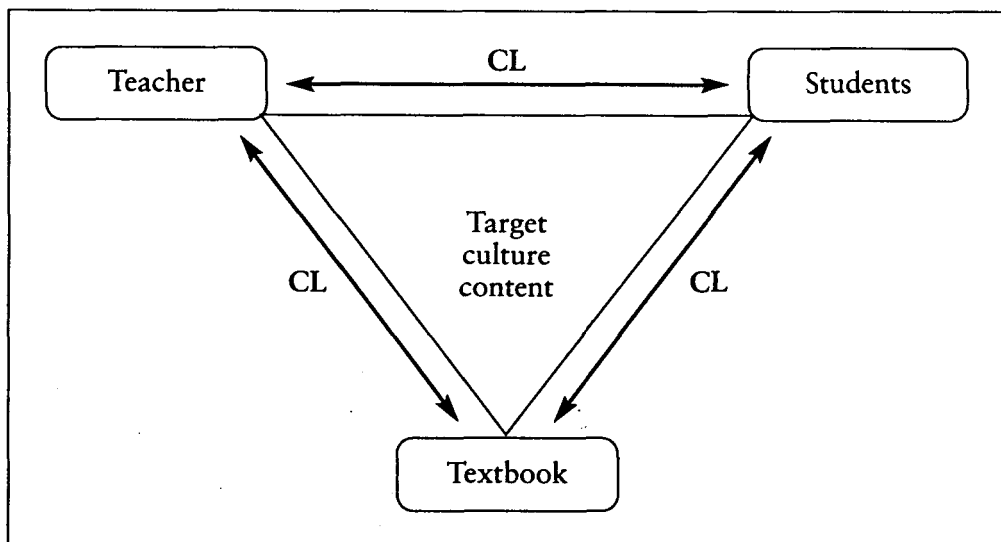 CL
Teacher
Students
Target
culture
content
CL
CL
Textbook